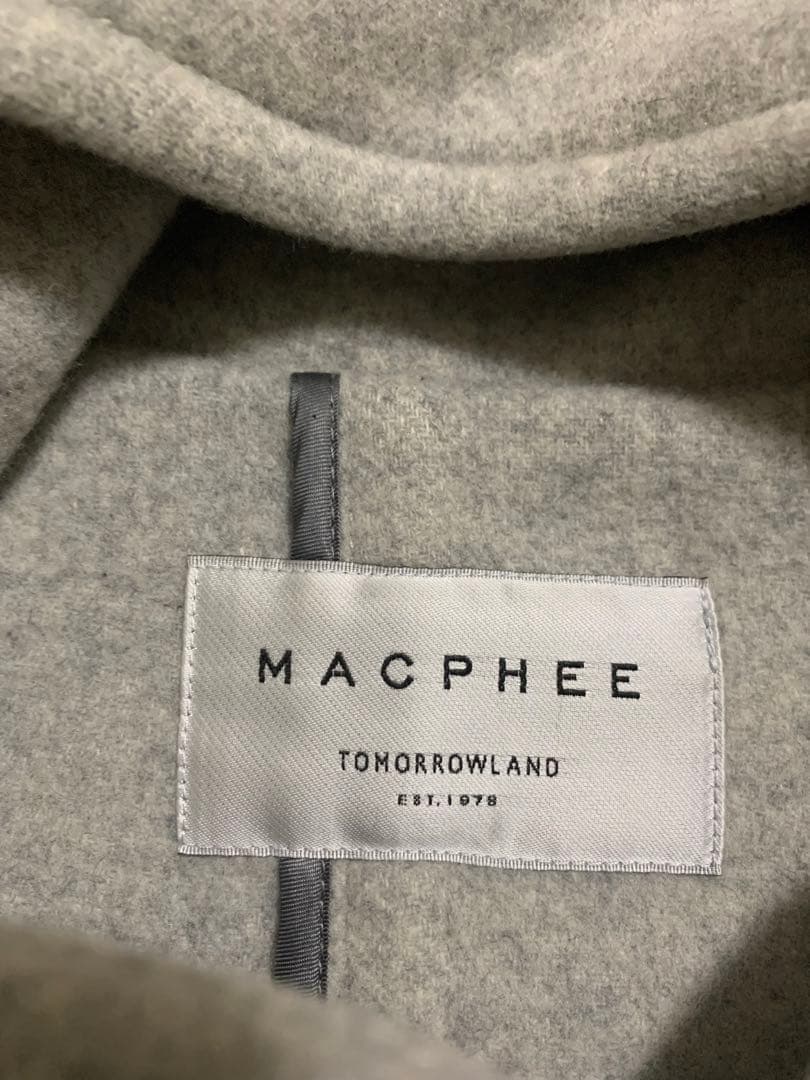 MACPHEE
TOMORROWLAND
EST. 1978